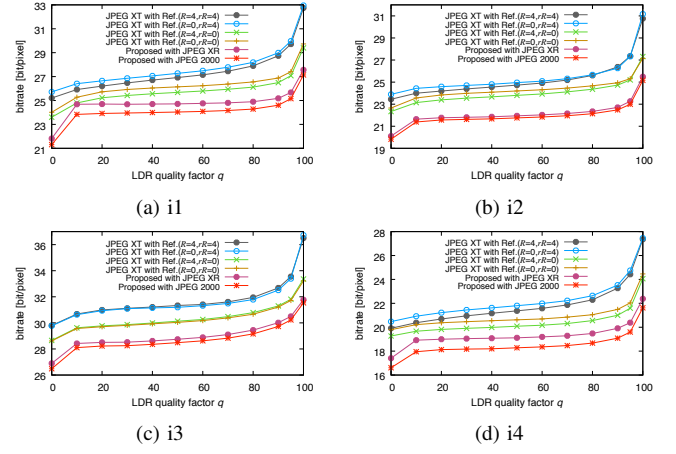 33
31
29
27
25
23
21
bitrate [bit/pixel]
JPEG XT with Ref.(R=4,rR=4)
JPEG XT with Ref.(R=0,rR=4)
JPEG XT with Ref.(R=4,rR=0)
JPEG XT with Ref.(R=0,rR=0)
Proposed with JPEG XR
Proposed with JPEG 2000
0 20 40 60 80 100
LDR quality factor q
(a) i1
31
29
27
25
23
21
19
bitrate [bit/pixel]
JPEG XT with Ref.(R=4,rR=4)
JPEG XT with Ref.(R=0,rR=4)
JPEG XT with Ref.(R=4,rR=0)
JPEG XT with Ref.(R=0,rR=0)
Proposed with JPEG XR
Proposed with JPEG 2000
0 20 40 60 80 100
LDR quality factor q
(b) i2
36
34
32
30
28
26
bitrate [bit/pixel]
JPEG XT with Ref.(R=4,rR=4)
JPEG XT with Ref.(R=0,rR=4)
JPEG XT with Ref.(R=4,rR=0)
JPEG XT with Ref.(R=0,rR=0)
Proposed with JPEG XR
Proposed with JPEG 2000
0 20 40 60 80 100
LDR quality factor q
(c) i3
28
26
24
22
20
18
16
bitrate [bit/pixel]
JPEG XT with Ref.(R=4,rR=4)
JPEG XT with Ref.(R=0,rR=4)
JPEG XT with Ref.(R=4,rR=0)
JPEG XT with Ref.(R=0,rR=0)
Proposed with JPEG XR
Proposed with JPEG 2000
0 20 40 60 80 100
LDR quality factor q
(d) i4